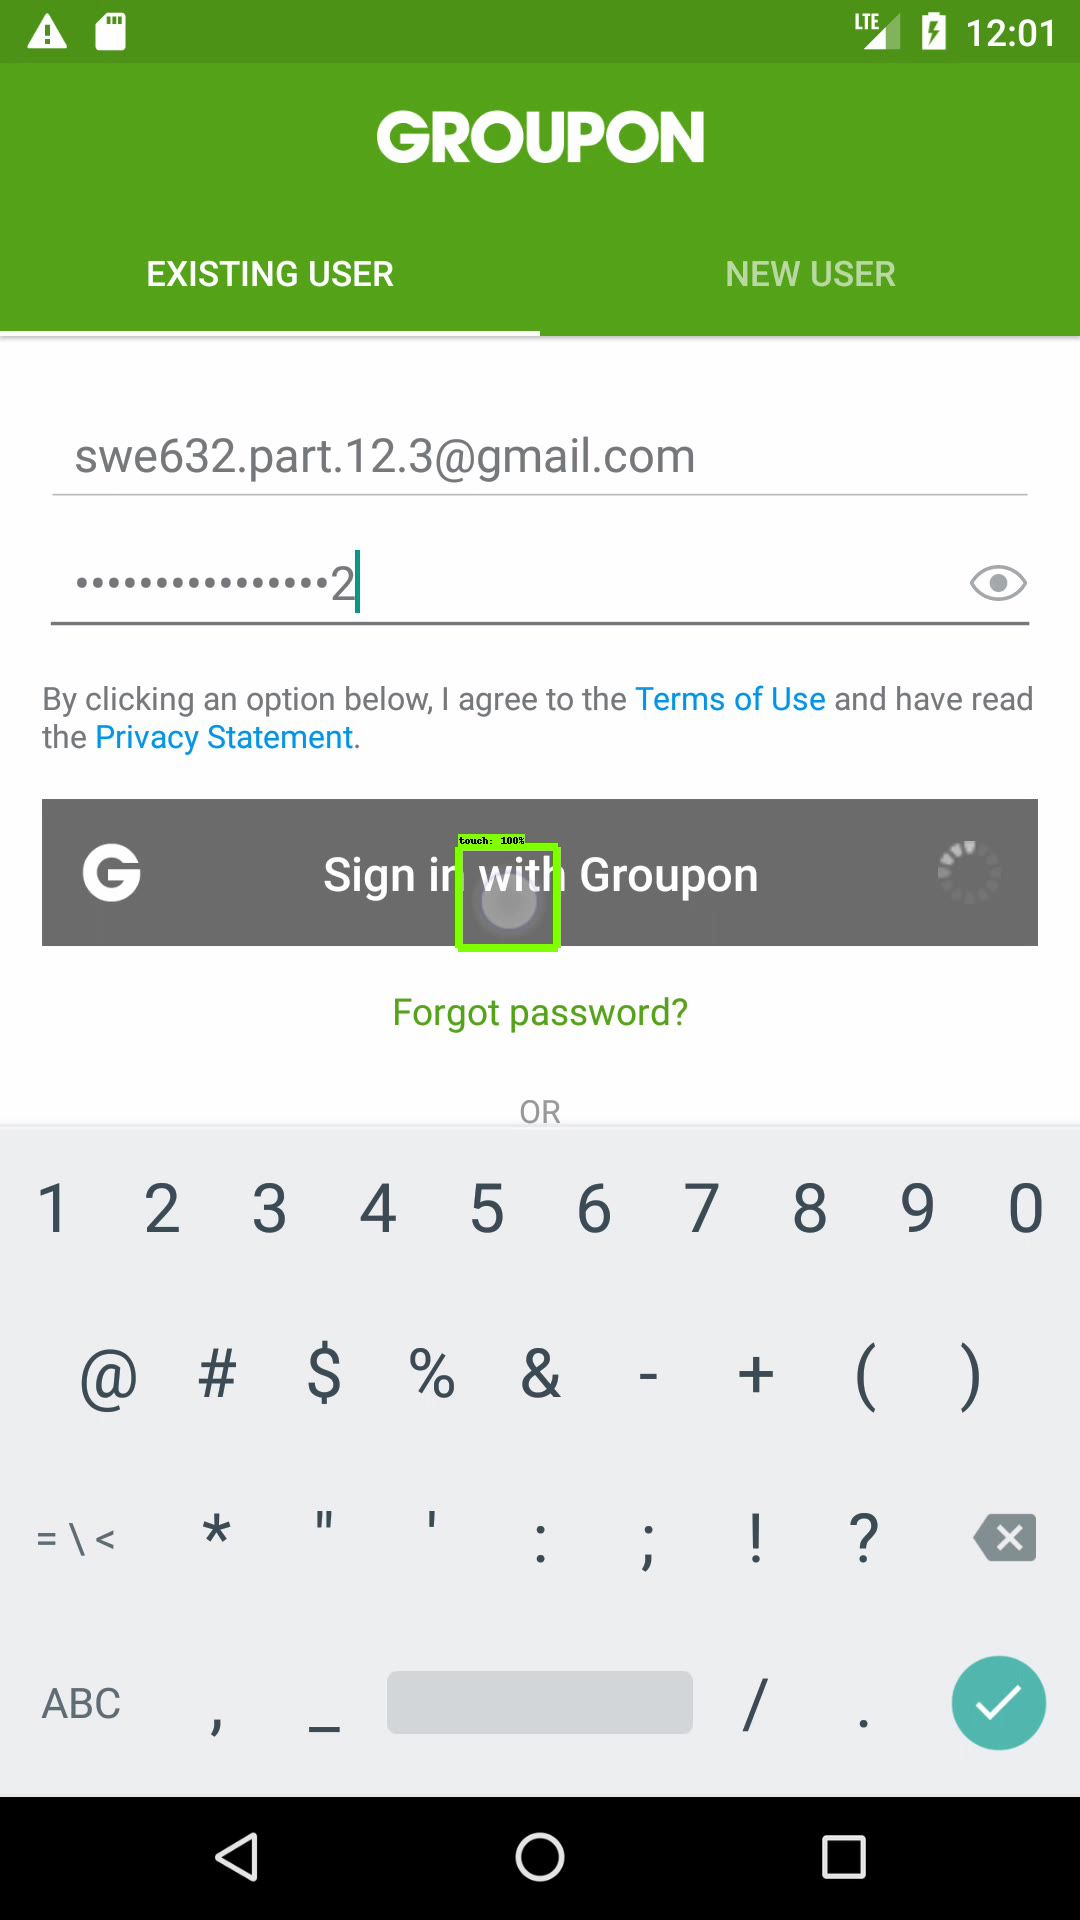 LTE 12:01
GROUPON
EXISTING USER NEW USER
swe632.part.12.3@gmail.com
••••••••••••••••2
By clicking an option below, I agree to the Terms of Use and have read
the Privacy Statement.
touch: 100%
G Sign in with Groupon
Forgot password?
OR
1 2 3 4 5 6 7 8 9 0
@ # $ % & - + ( )
= \ < * " ' : ; ! ?
ABC , _ / .